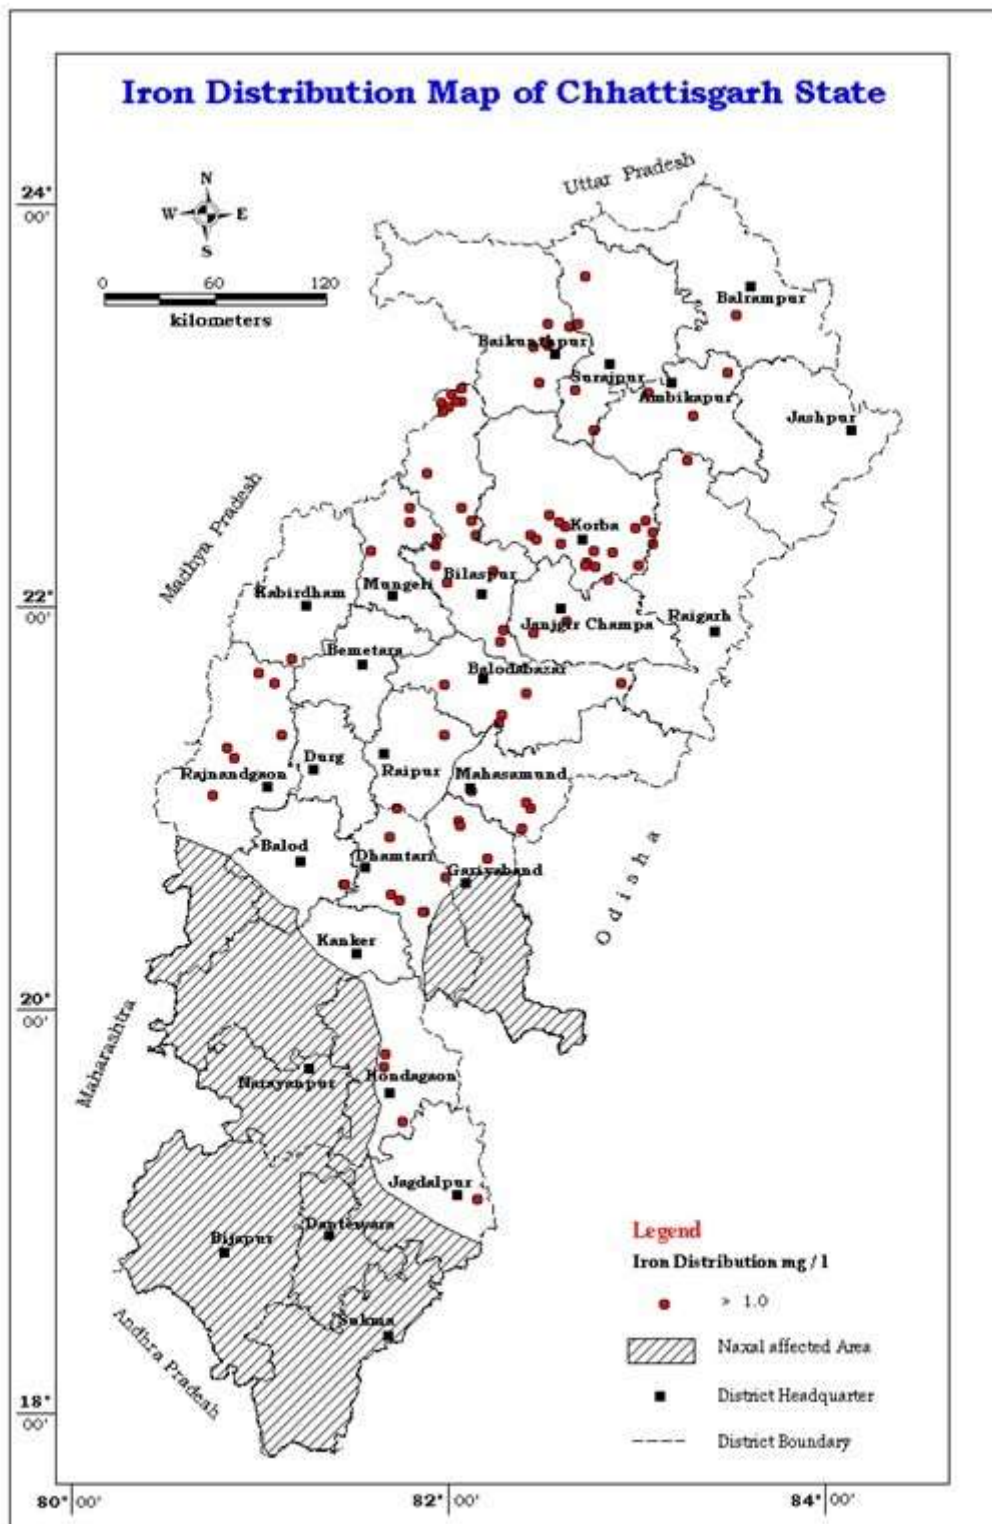 Iron Distribution Map of Chhattisgarh State
Uttar Pradesh
24°
00'
N
W
E
S
0
60
120
kilometers
Balrampur
Baikunthpur
Surajpur
Ambikapur
Jashpur
Madhya Pradesh
Korba
Bilaspur
Mungeli
Kabirdham
22°
00'
Janjgir Champa
Raigarh
Bemetara
Balodabazar
Durg
Raipur
Rajnandgaon
Mahasamund
Balod
Dhamtari
Gariyaband
Odisha
Kanker
20°
00'
Maharashtra
Narayanpur
Kondagaon
Jagdalpur
Dantewara
Bijapur
Sukma
Andhra Pradesh
Legend
Iron Distribution mg / l
> 1.0
Naxal affected Area
District Headquarter
District Boundary
18°
00'
80° 00'
82° 00'
84° 00'